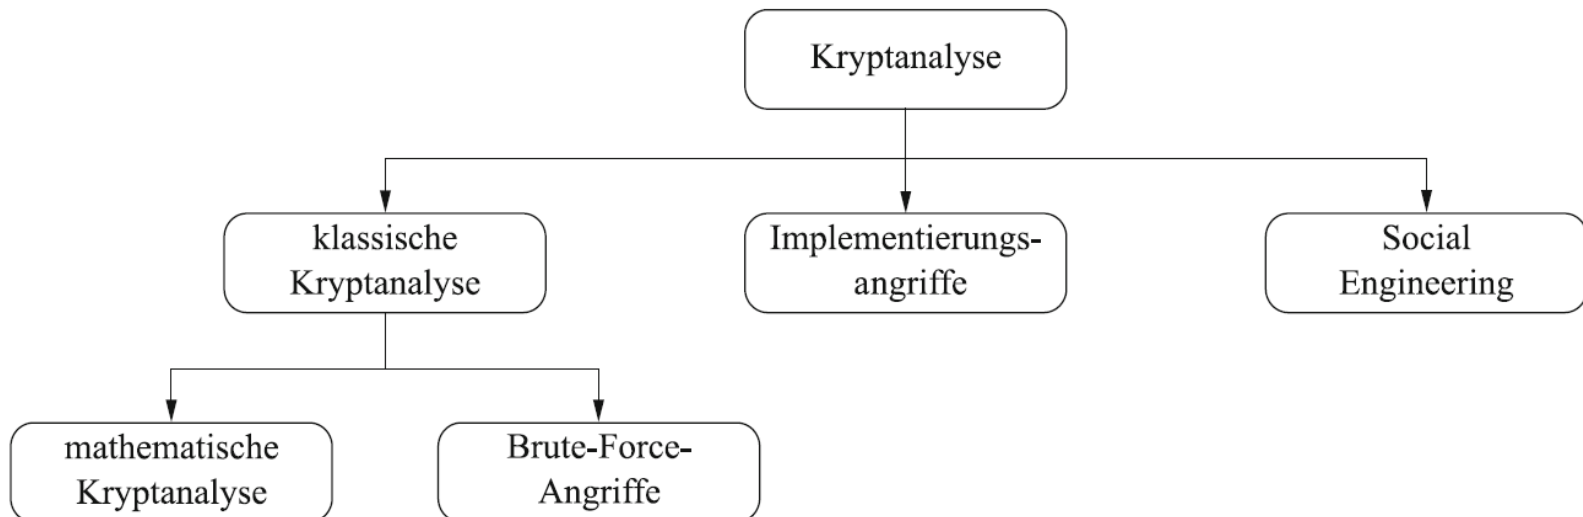 Kryptanalyse
klassische
Kryptanalyse
Implementierungs-
angriffe
Social
Engineering
mathematische
Kryptanalyse
Brute-Force-
Angriffe